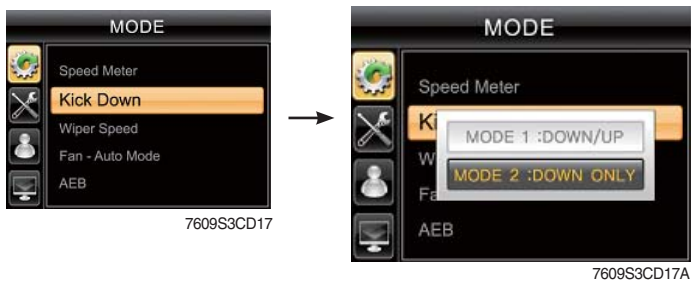 MODE
Speed Meter
Kick Down
Wiper Speed
Fan - Auto Mode
AEB
7609S3CD17
MODE
Speed Meter
Ki
MODE 1 :DOWN/UP
W
MODE 2 :DOWN ONLY
Fa
AEB
7609S3CD17A